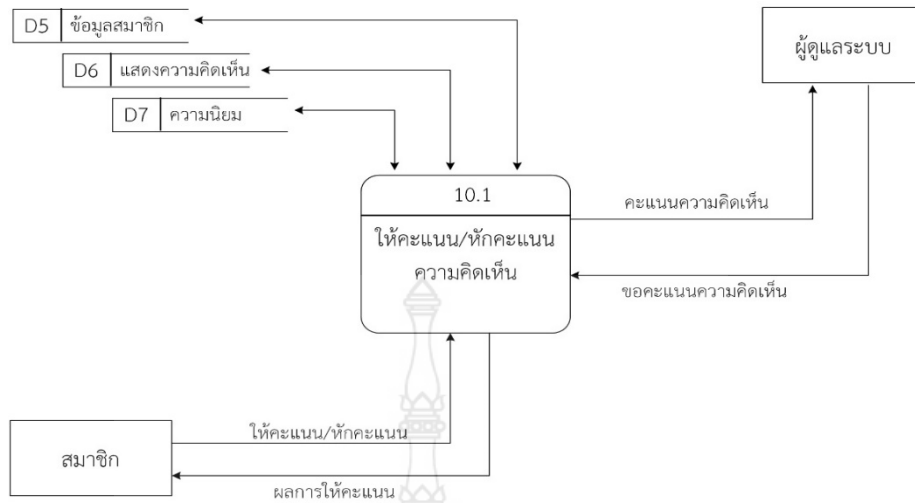 D5 ข้อมูลสมาชิก
ผู้ดูแลระบบ
D6 แสดงความคิดเห็น
D7 ความนิยม
10.1
คะแนนความคิดเห็น
ให้คะแนน/หักคะแนน
ความคิดเห็น
ขอคะแนนความคิดเห็น
ให้คะแนน/หักคะแนน
สมาชิก
ผลการให้คะแนน